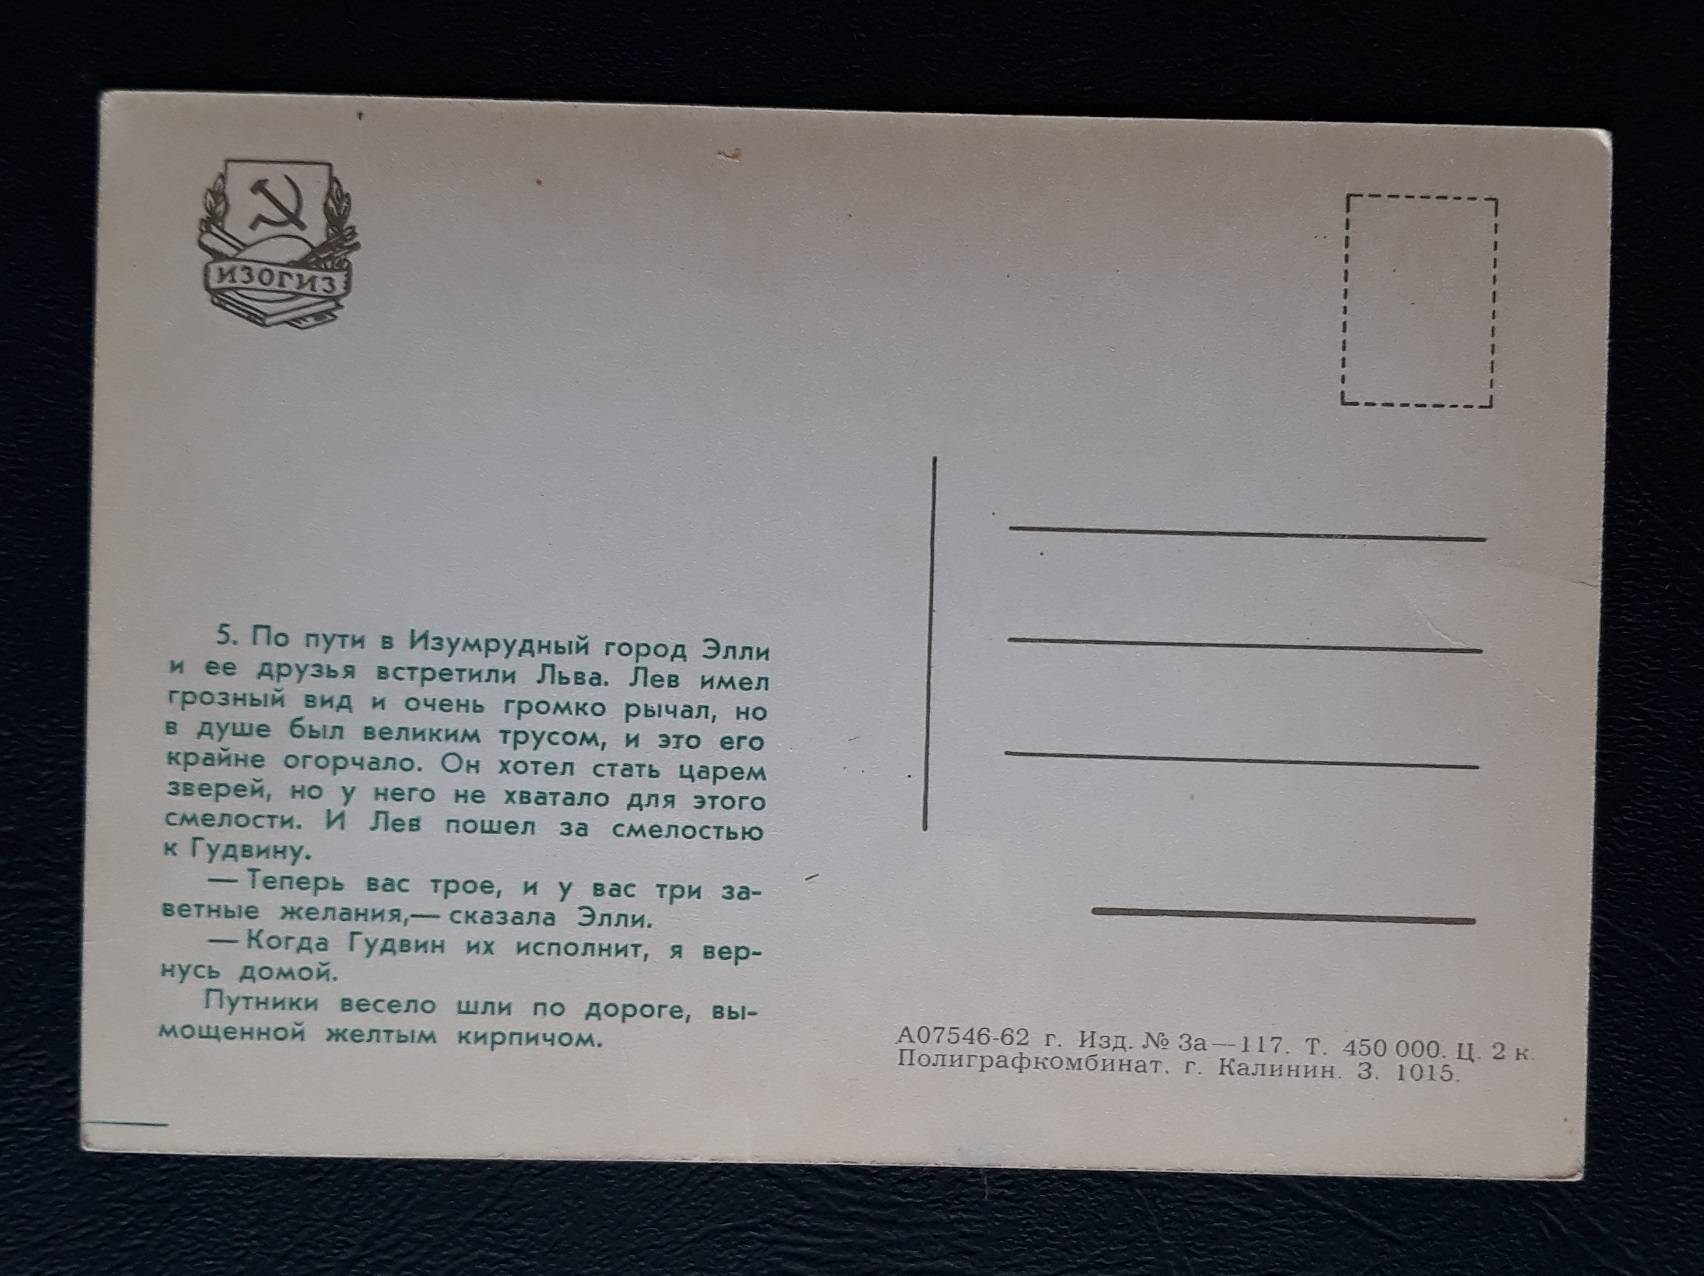 ИЗОГИЗ
5. По пути в Изумрудный город Элли
и ее друзья встретили Льва. Лев имел
грозный вид и очень громко рычал, но
в душе был великим трусом, и это его
крайне огорчало. Он хотел стать царем
зверей, но у него не хватало для этого
смелости. И Лев пошел за смелостью
к Гудвину.
— Теперь вас трое, и у вас три за-
ветные желания,— сказала Элли.
— Когда Гудвин их исполнит, я вер-
нусь домой.
Путники весело шли по дороге, вы-
мощенной желтым кирпичом.
А07546-62 г. Изд. № 3а—117. Т. 450 000. Ц. 2 к.
Полиграфкомбинат, г. Калинин. З. 1015.